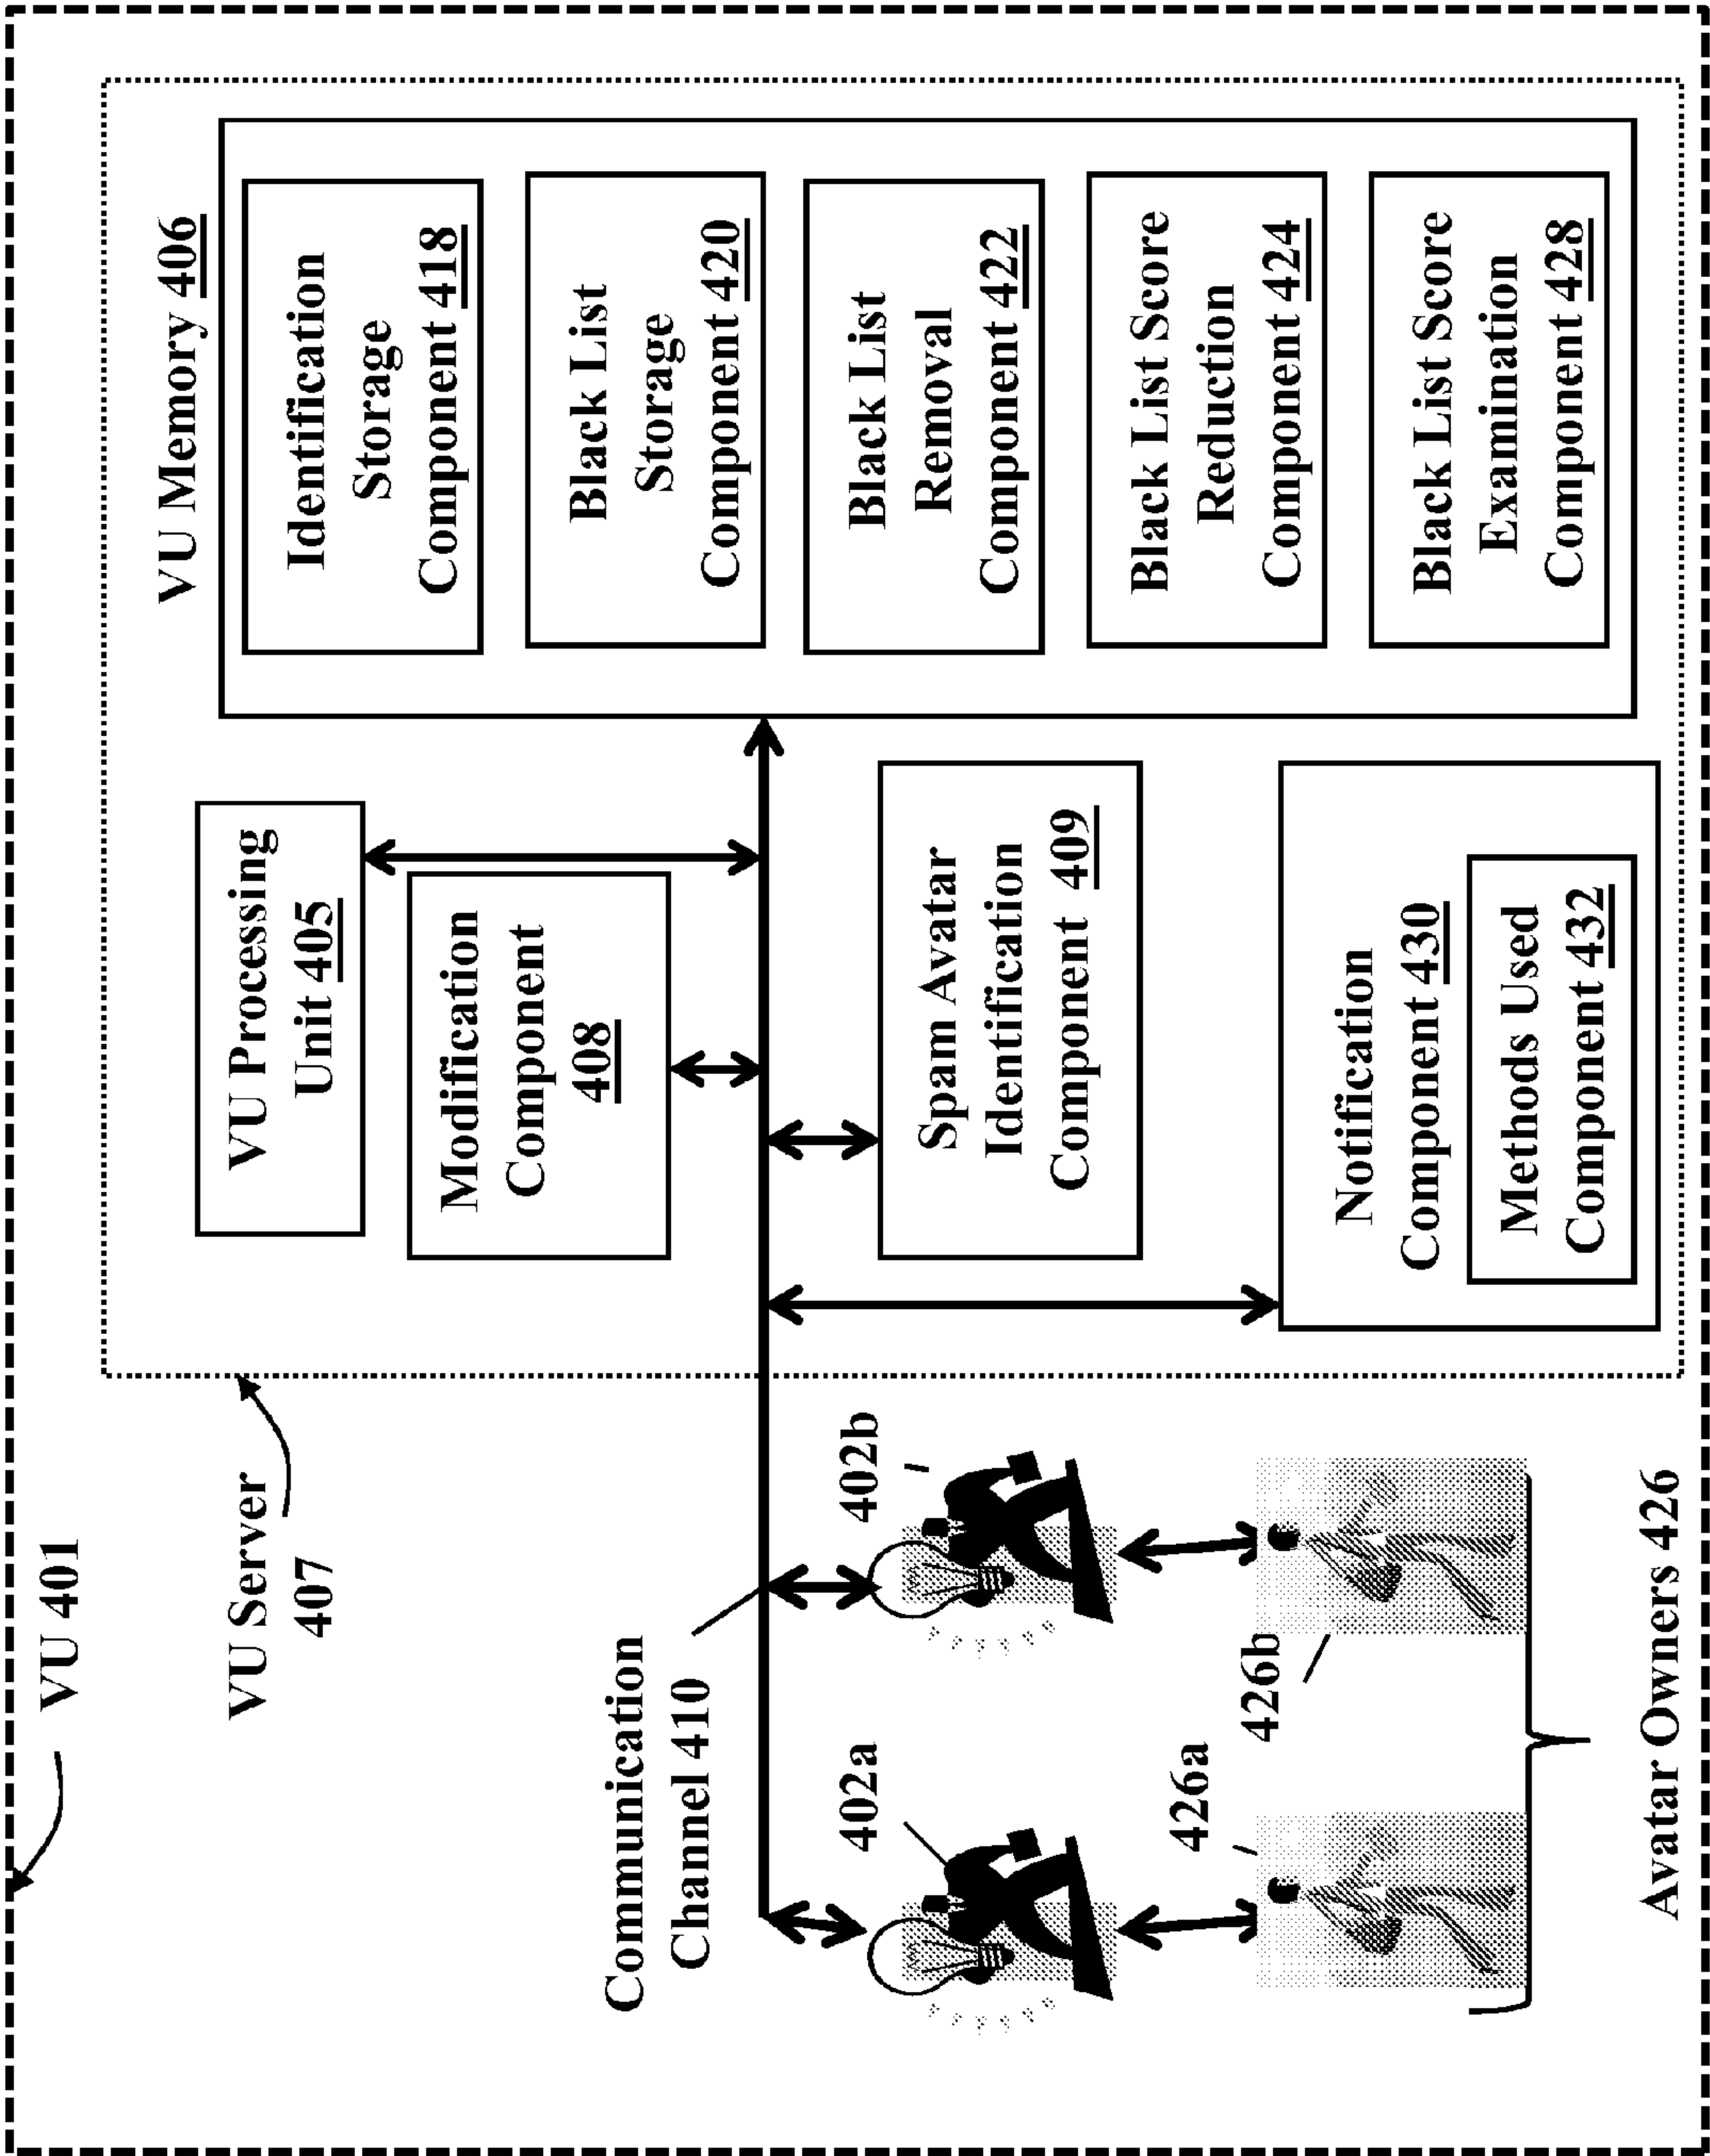 VU 401
VU Server
407
VU Processing
Unit 405
Modification
Component
408
VU Memory 406
Identification
Storage
Component 418
Black List
Storage
Component 420
Black List
Removal
Component 422
Black List Score
Reduction
Component 424
Black List Score
Examination
Component 428
Communication
Channel 410
Spam Avatar
Identification
Component 409
Notification
Component 430
Methods Used
Component 432
402a
402b
426a
426b
Avatar Owners 426